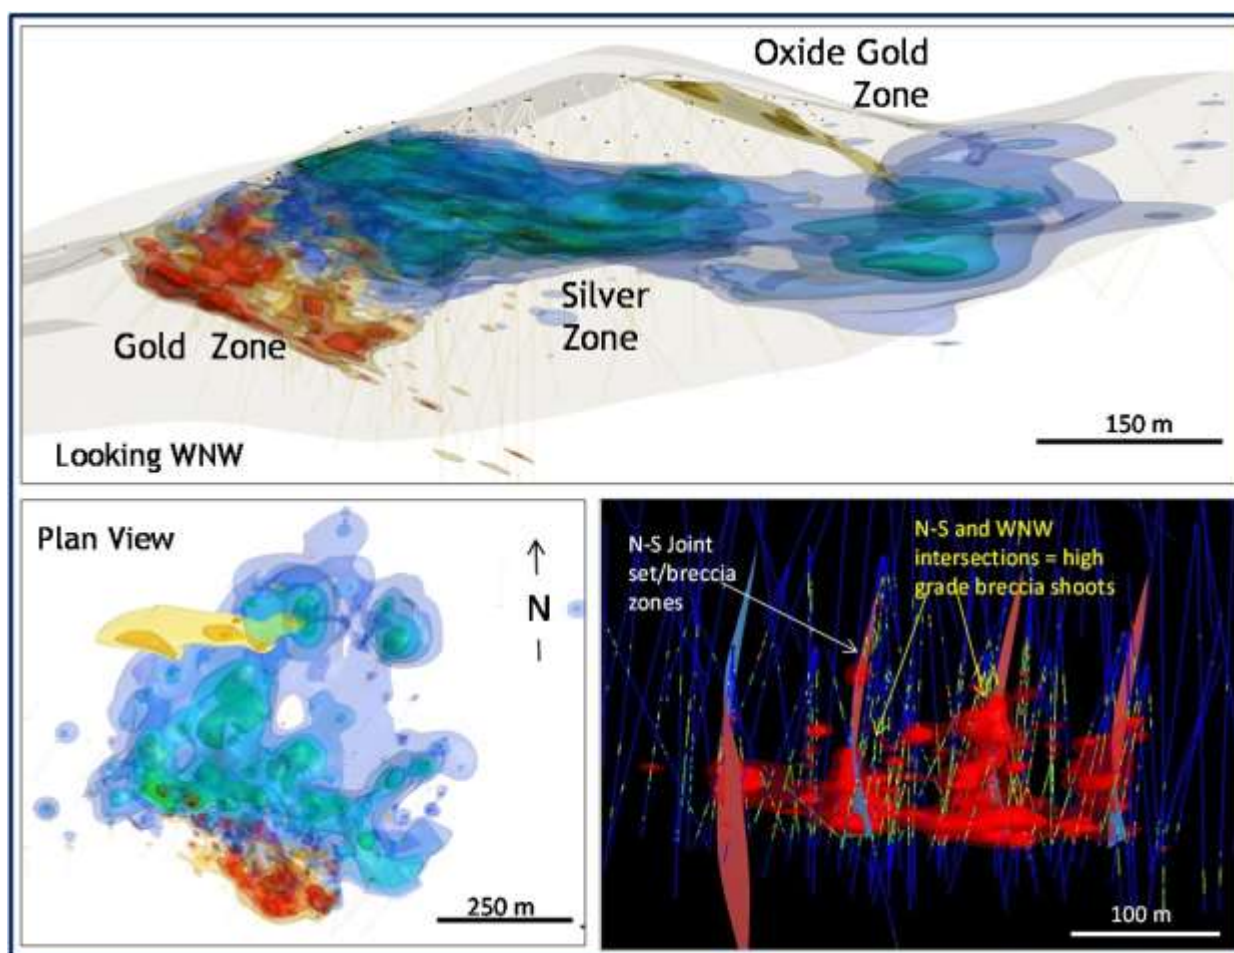 Oxide Gold
Zone
Silver
Zone
Gold Zone
150 m
Looking WNW
Plan View
N
250 m
N-S Joint
set/breccia
zones
N-S and WNW
intersections = high
grade breccia shoots
100 m